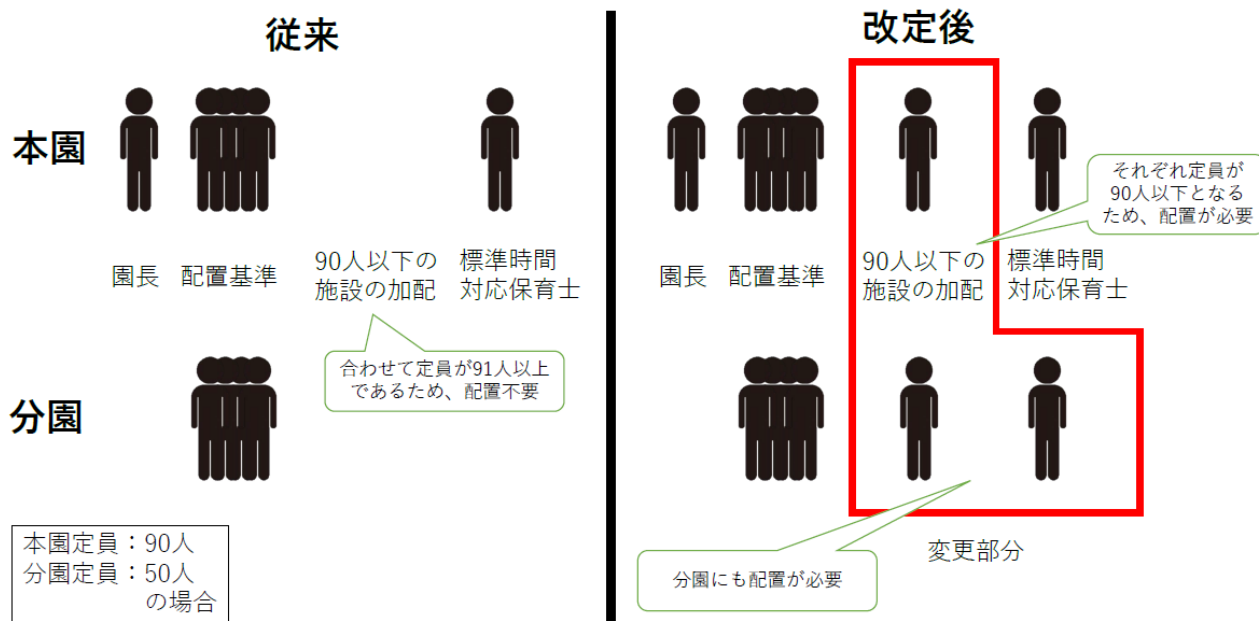 従来
本園
園長
配置基準
90人以下の
施設の加配
標準時間
対応保育士
合わせて定員が91人以上
であるため、配置不要
分園
本園定員：90人
分園定員：50人
の場合
改定後
それぞれ定員が
90人以下となる
ため、配置が必要
園長
配置基準
90人以下の
施設の加配
標準時間
対応保育士
変更部分
分園にも配置が必要